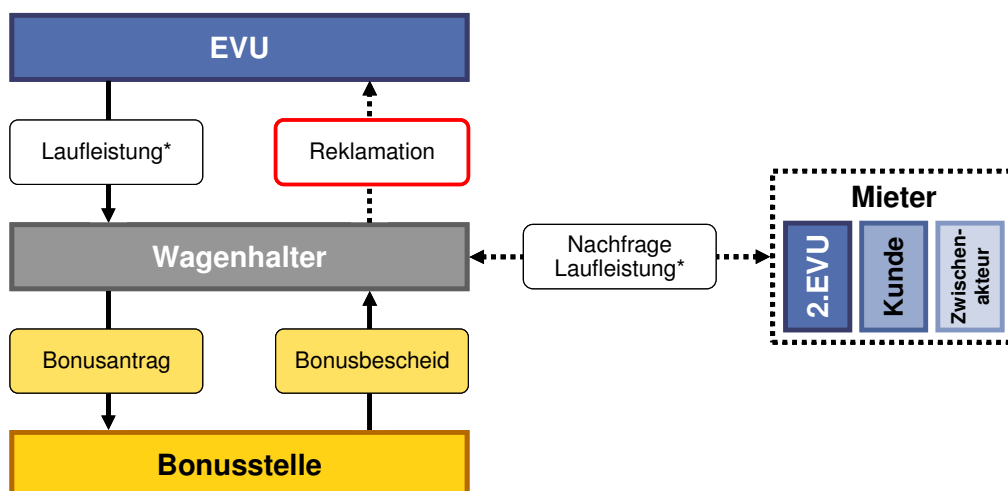 EVU
Laufleistung*
Reklamation
Mieter
Wagenhalter
Nachfrage
Laufleistung*
2.EVU
Kunde
Zwischen-
akteur
Bonusantrag
Bonusbescheid
Bonusstelle